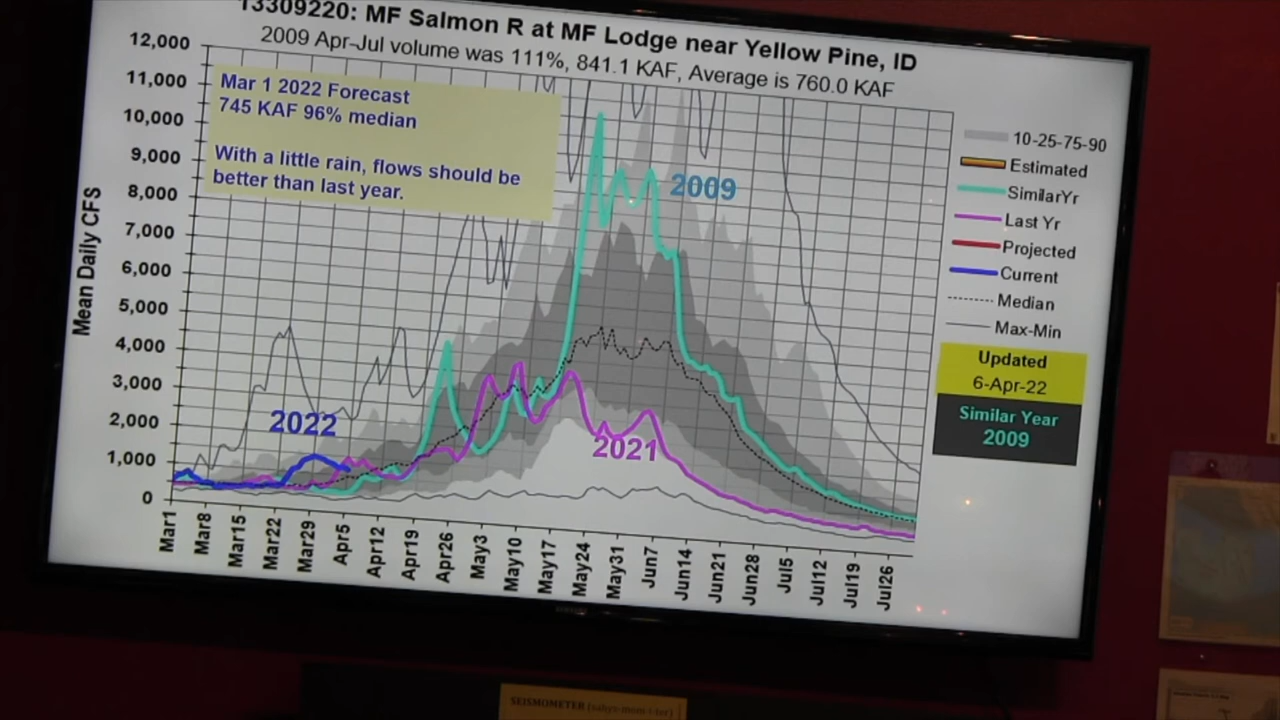 13309220: MF Salmon R at MF Lodge near Yellow Pine, ID
2009 Apr-Jul volume was 111%, 841.1 KAF, Average is 760.0 KAF
Mar 1 2022 Forecast
745 KAF 96% median
With a little rain, flows should be
better than last year.
Mean Daily CFS
12,000
11,000
10,000
9,000
8,000
7,000
6,000
5,000
4,000
3,000
2,000
1,000
0
2009
2022
2021
Mar1
Mar8
Mar15
Mar22
Mar29
Apr5
Apr12
Apr19
Apr26
May3
May10
May17
May24
May31
Jun7
Jun14
Jun21
Jun28
Jul5
Jul12
Jul19
Jul26
10-25-75-90
Estimated
SimilarYr
Last Yr
Projected
Current
Median
Max-Min
Updated
6-Apr-22
Similar Year
2009
SEISMOMETER